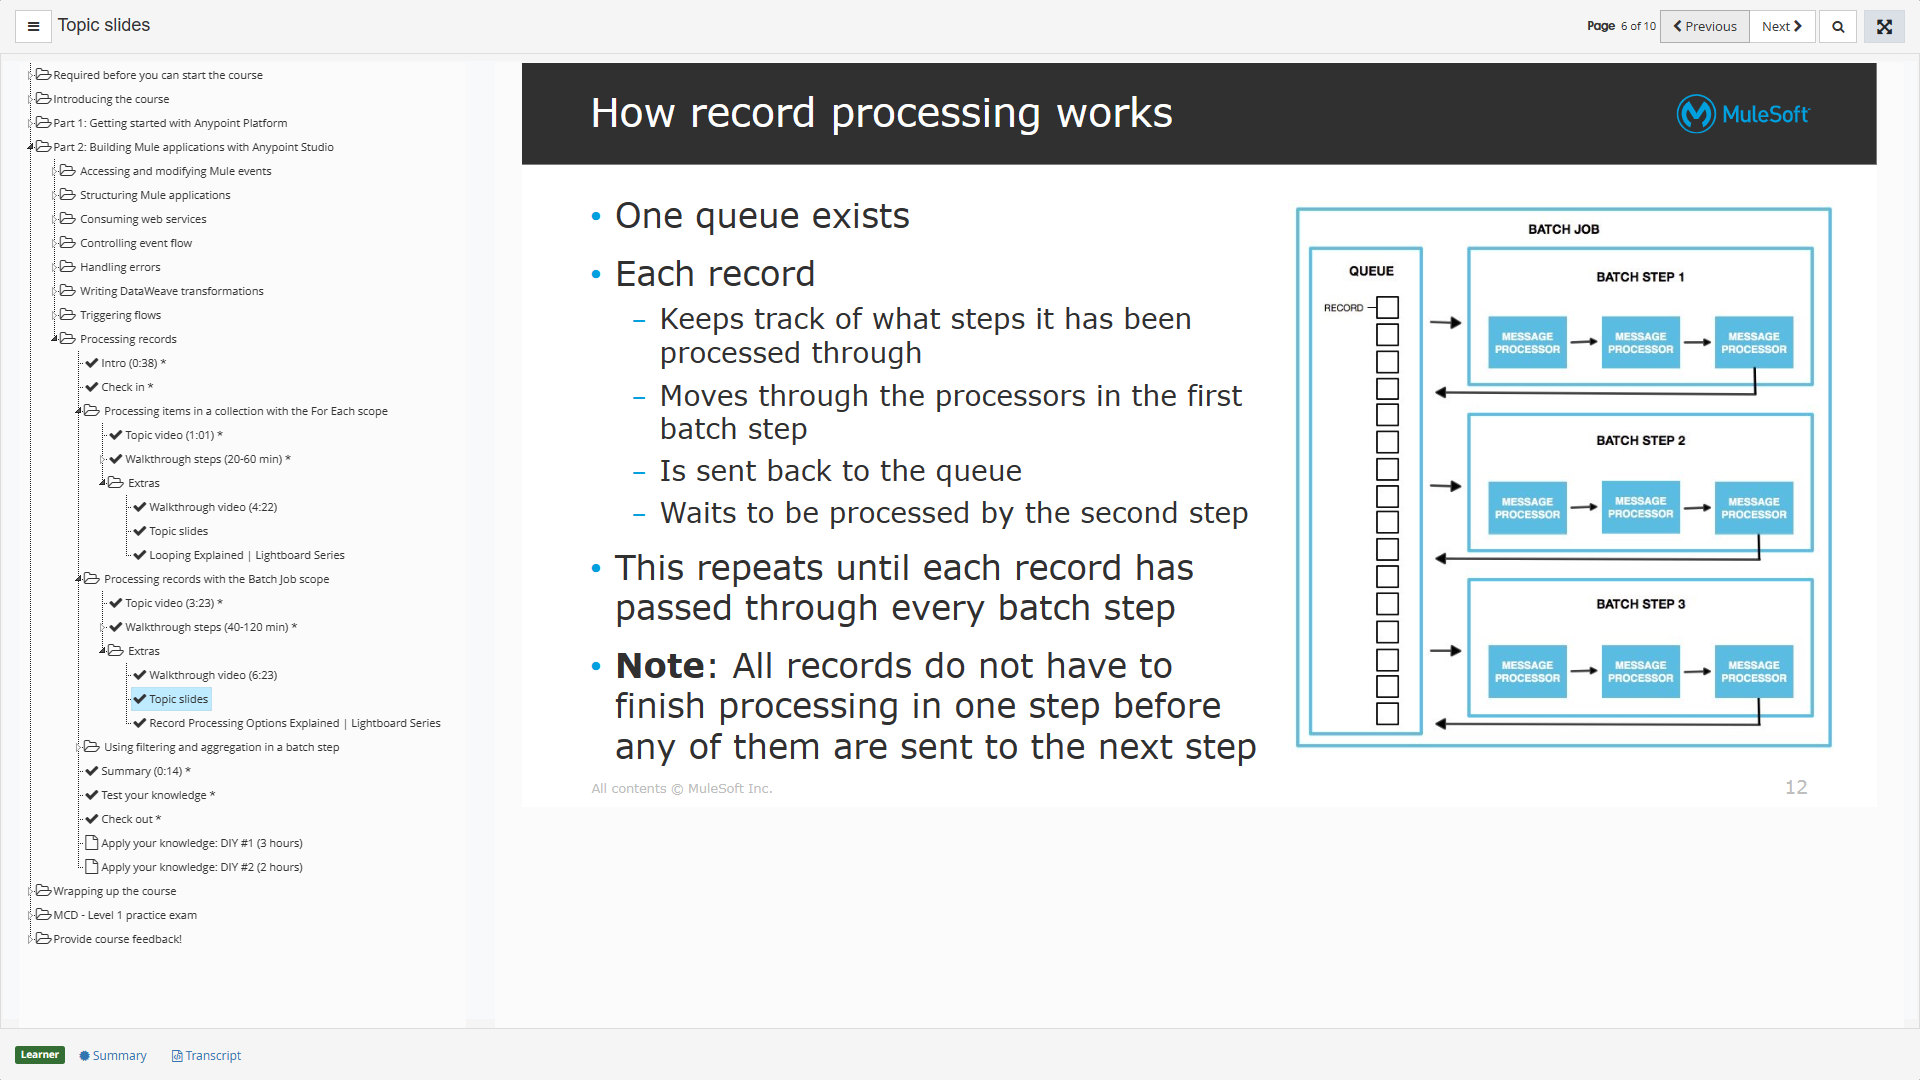 Topic slides
Page 6 of 10
Previous
Next
Required before you can start the course
Introducing the course
Part 1: Getting started with Anypoint Platform
Part 2: Building Mule applications with Anypoint Studio
Accessing and modifying Mule events
Structuring Mule applications
Consuming web services
Controlling event flow
Handling errors
Writing DataWeave transformations
Triggering flows
Processing records
Intro (0:38) *
Check in *
Processing items in a collection with the For Each scope
Topic video (1:01) *
Walkthrough steps (20-60 min) *
Extras
Walkthrough video (4:22)
Topic slides
Looping Explained | Lightboard Series
Processing records with the Batch Job scope
Topic video (3:23) *
Walkthrough steps (40-120 min) *
Extras
Walkthrough video (6:23)
Topic slides
Record Processing Options Explained | Lightboard Series
Using filtering and aggregation in a batch step
Summary (0:14) *
Test your knowledge *
Check out *
Apply your knowledge: DIY #1 (3 hours)
Apply your knowledge: DIY #2 (2 hours)
Wrapping up the course
MCD - Level 1 practice exam
Provide course feedback!
How record processing works
MuleSoft
• One queue exists
• Each record
– Keeps track of what steps it has been
processed through
– Moves through the processors in the first
batch step
– Is sent back to the queue
– Waits to be processed by the second step
• This repeats until each record has
passed through every batch step
• Note: All records do not have to
finish processing in one step before
any of them are sent to the next step
BATCH JOB
QUEUE
RECORD
BATCH STEP 1
MESSAGE
PROCESSOR
MESSAGE
PROCESSOR
MESSAGE
PROCESSOR
BATCH STEP 2
MESSAGE
PROCESSOR
MESSAGE
PROCESSOR
MESSAGE
PROCESSOR
BATCH STEP 3
MESSAGE
PROCESSOR
MESSAGE
PROCESSOR
MESSAGE
PROCESSOR
All contents © MuleSoft Inc.
12
Learner
Summary
Transcript